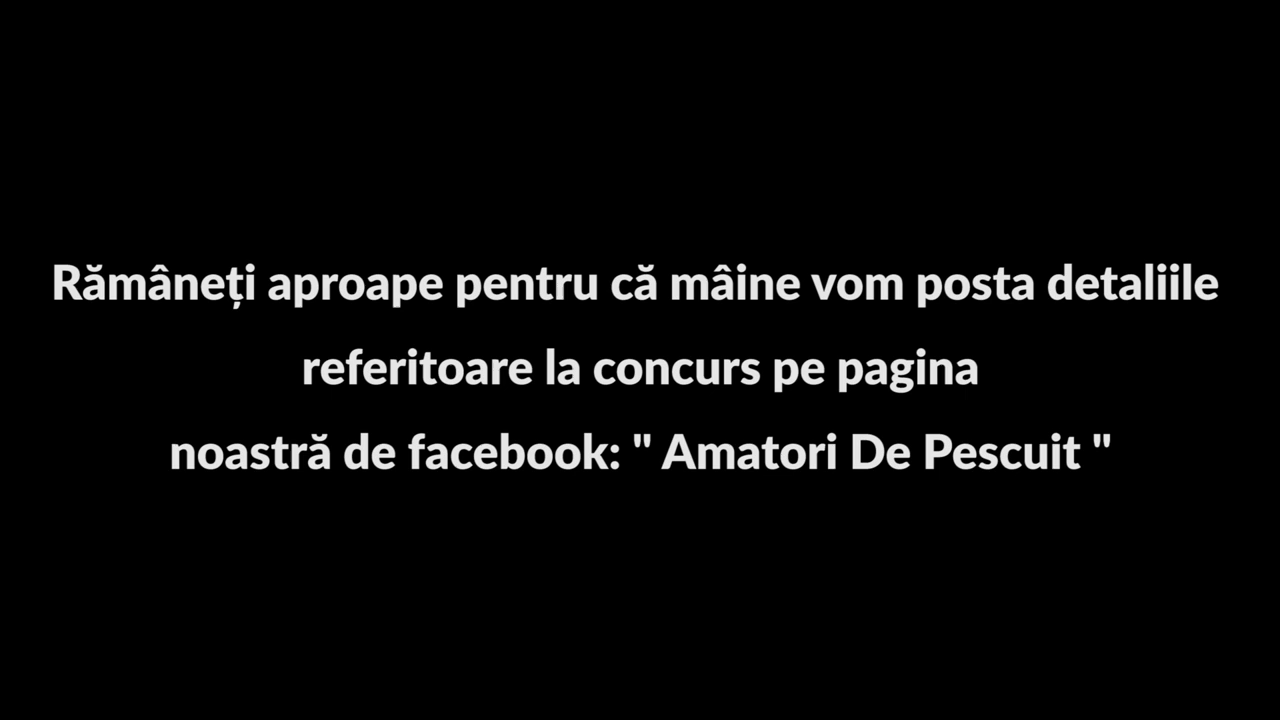 Rămâneți aproape pentru că mâine vom posta detaliile
referitoare la concurs pe pagina
noastră de facebook: " Amatori De Pescuit "